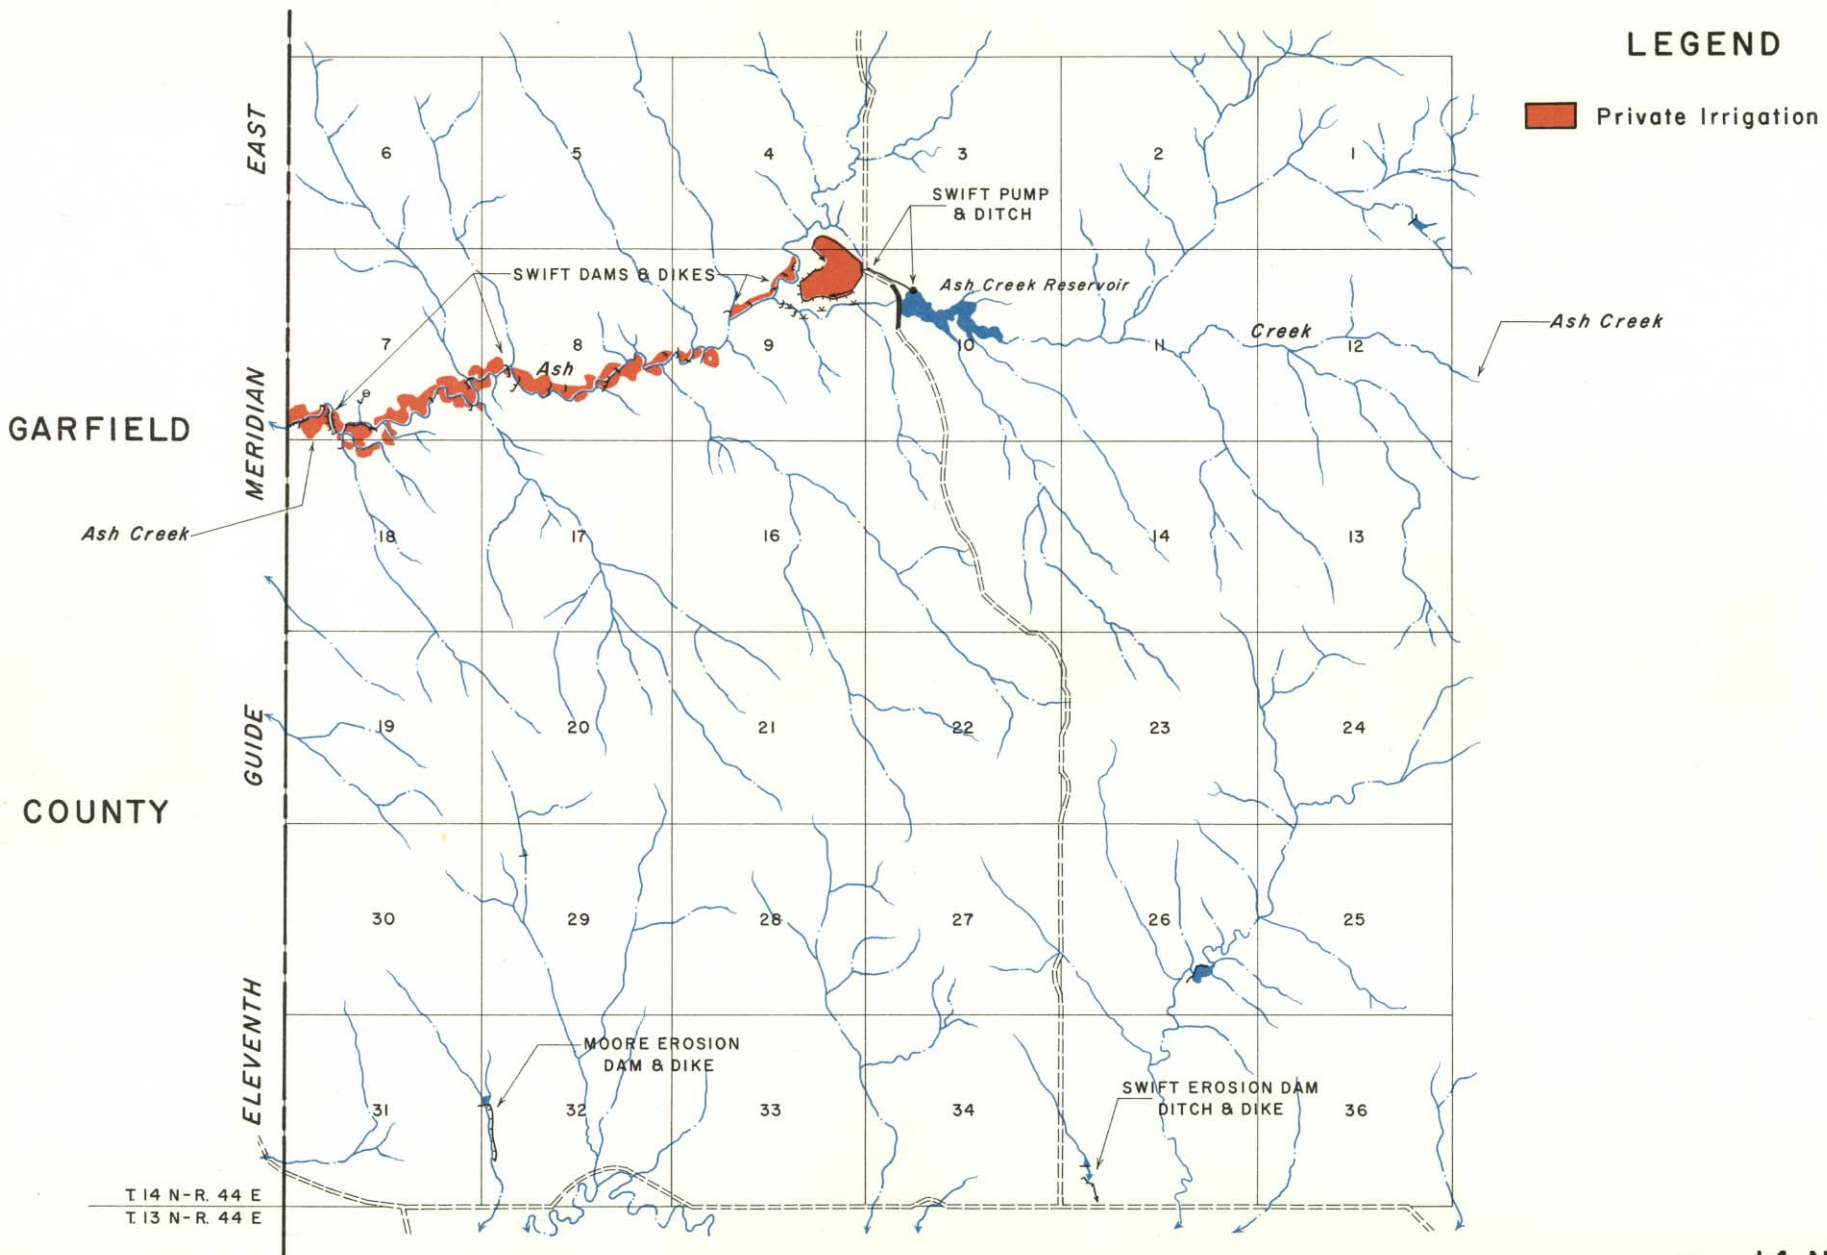 LEGEND
Private Irrigation
EAST
6
5
4
3
2
1
SWIFT PUMP
& DITCH
SWIFT DAMS & DIKES
Ash Creek Reservoir
Ash Creek
Creek
7
8
9
10
11
12
Ash
GARFIELD
MERIDIAN
Ash Creek
18
17
16
14
13
19
20
21
22
23
24
GUIDE
COUNTY
30
29
28
27
26
25
ELEVENTH
MOORE EROSION
DAM & DIKE
SWIFT EROSION DAM
DITCH & DIKE
31
32
33
34
36
T. 14 N-R. 44 E
T. 13 N-R. 44 E